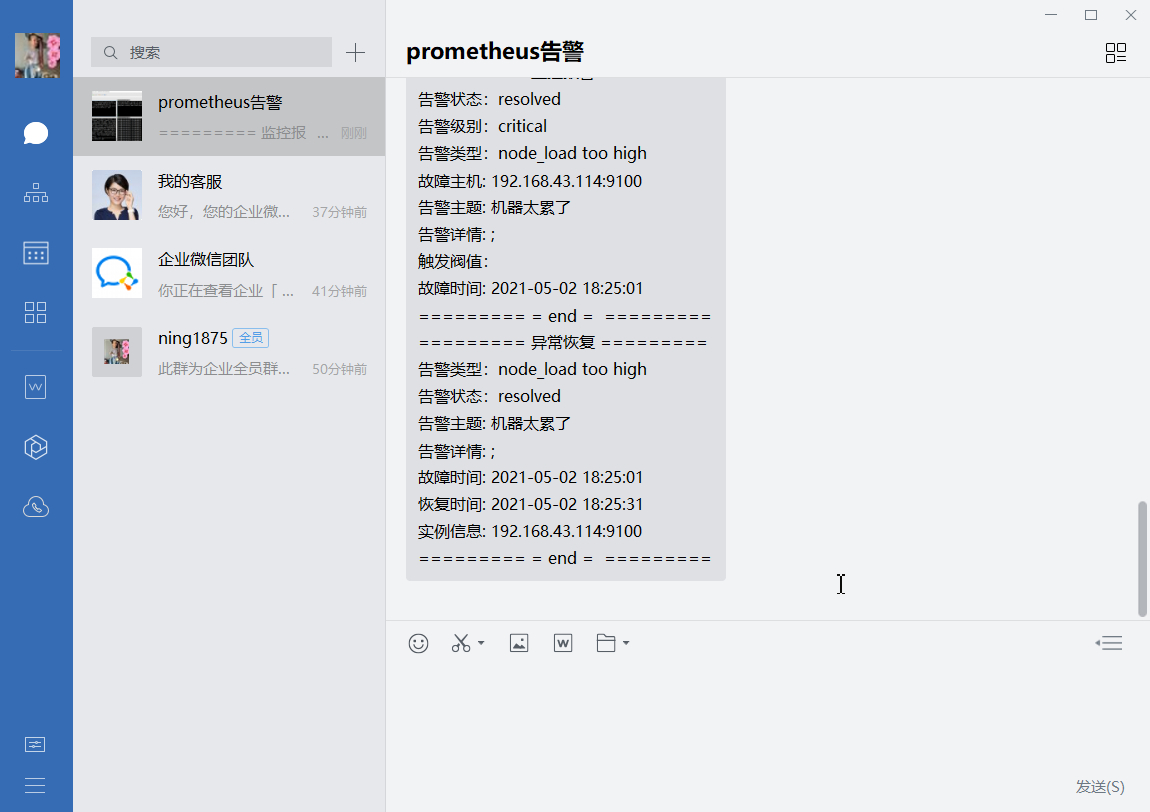 搜索
prometheus告警
========= 监控报 ... 刚刚
我的客服
您好，您的企业微... 37分钟前
企业微信团队
你正在查看企业「 ... 41分钟前
ning1875 全员
此群为企业全员群... 50分钟前
prometheus告警
告警状态：resolved
告警级别：critical
告警类型：node_load too high
故障主机: 192.168.43.114:9100
告警主题: 机器太累了
告警详情: ;
触发阀值：
故障时间: 2021-05-02 18:25:01
========= = end = =========
========= 异常恢复 =========
告警类型：node_load too high
告警状态：resolved
告警主题: 机器太累了
告警详情: ;
故障时间: 2021-05-02 18:25:01
恢复时间: 2021-05-02 18:25:31
实例信息: 192.168.43.114:9100
========= = end = =========
发送(S)